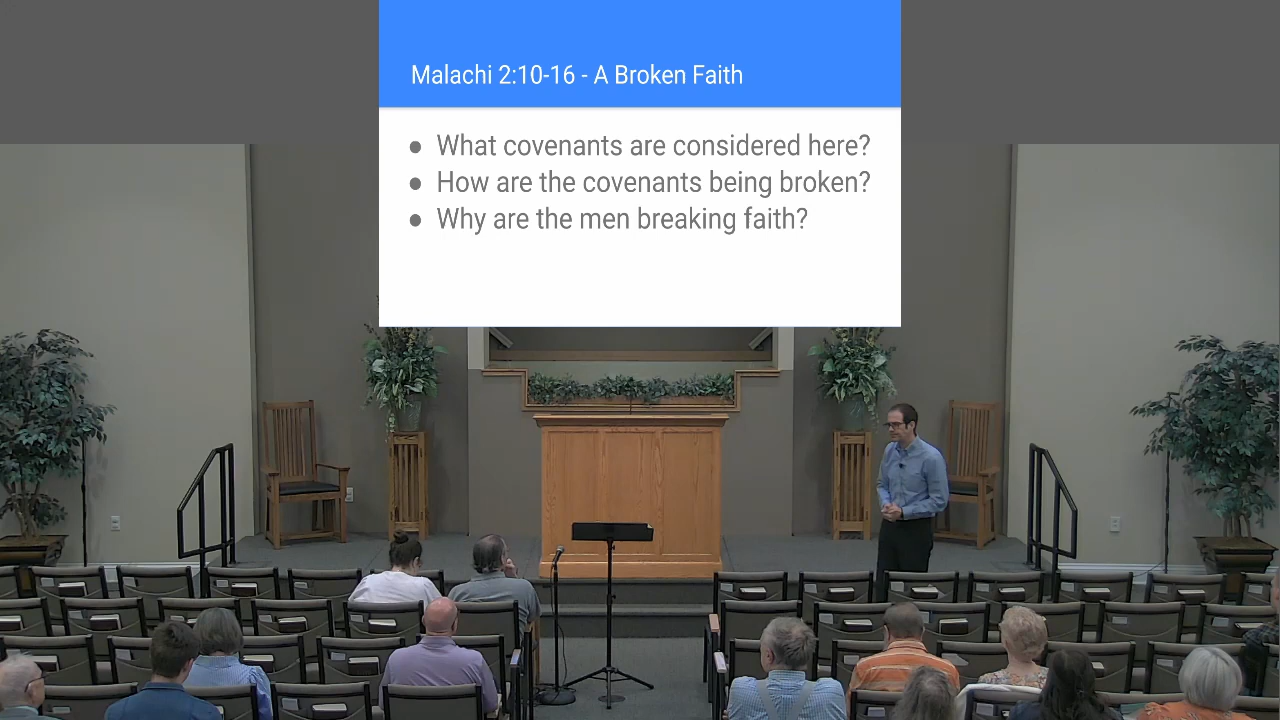 Malachi 2:10-16 - A Broken Faith
● What covenants are considered here?
● How are the covenants being broken?
● Why are the men breaking faith?